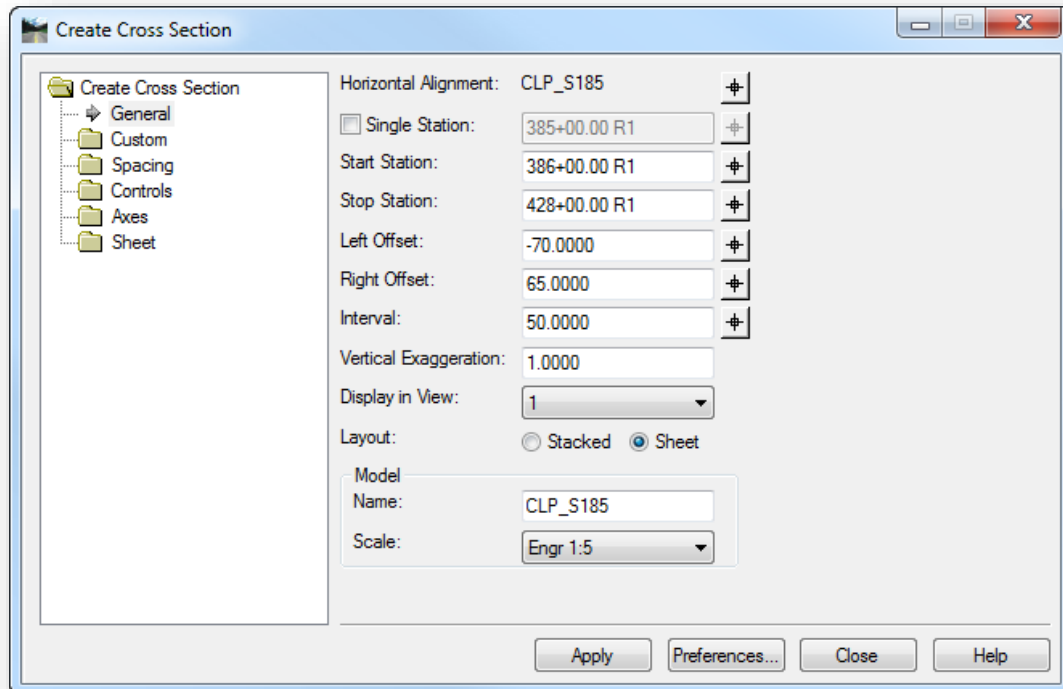 Create Cross Section
Create Cross Section
General
Custom
Spacing
Controls
Axes
Sheet
Horizontal Alignment: CLP_S185
Single Station: 385+00.00 R1
Start Station: 386+00.00 R1
Stop Station: 428+00.00 R1
Left Offset: -70.0000
Right Offset: 65.0000
Interval: 50.0000
Vertical Exaggeration: 1.0000
Display in View: 1
Layout: Stacked Sheet
Model
Name: CLP_S185
Scale: Engr 1:5
Apply Preferences... Close Help